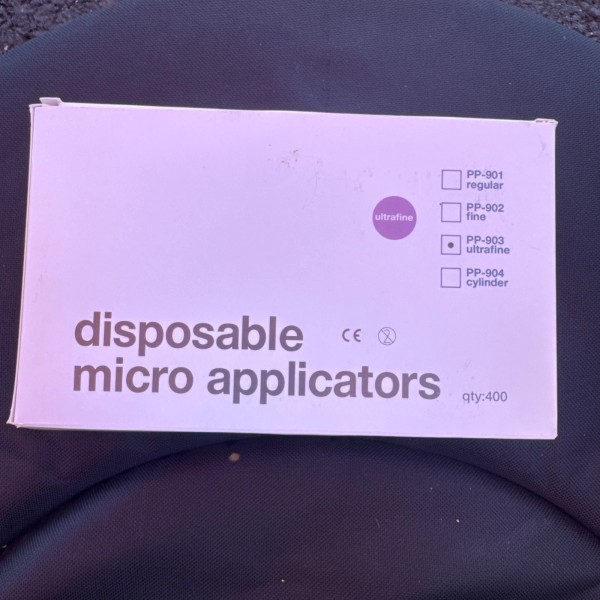 PP-901
regular
ultrafine
PP-902
fine
PP-903
ultrafine
PP-904
cylinder
disposable
CE
micro applicators
qty:400